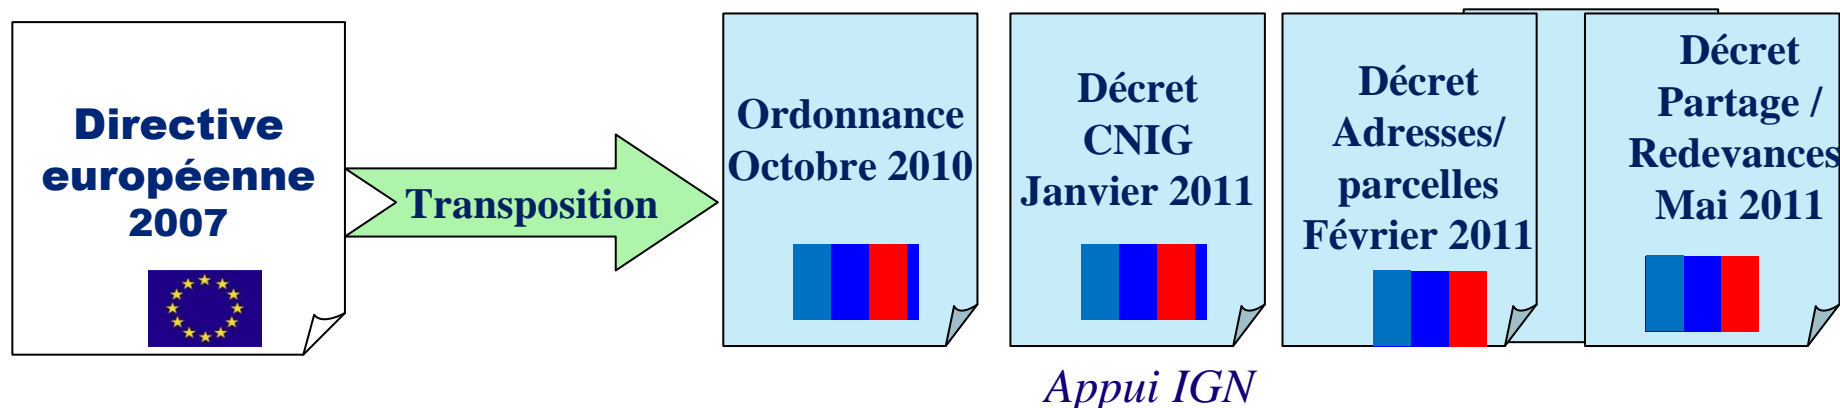 Directive
européenne
2007
Transposition
Ordonnance
Octobre 2010
Décret
CNIG
Janvier 2011
Décret
Adresses/
parcelles
Février 2011
Décret
Partage /
Redevances
Mai 2011
Appui IGN